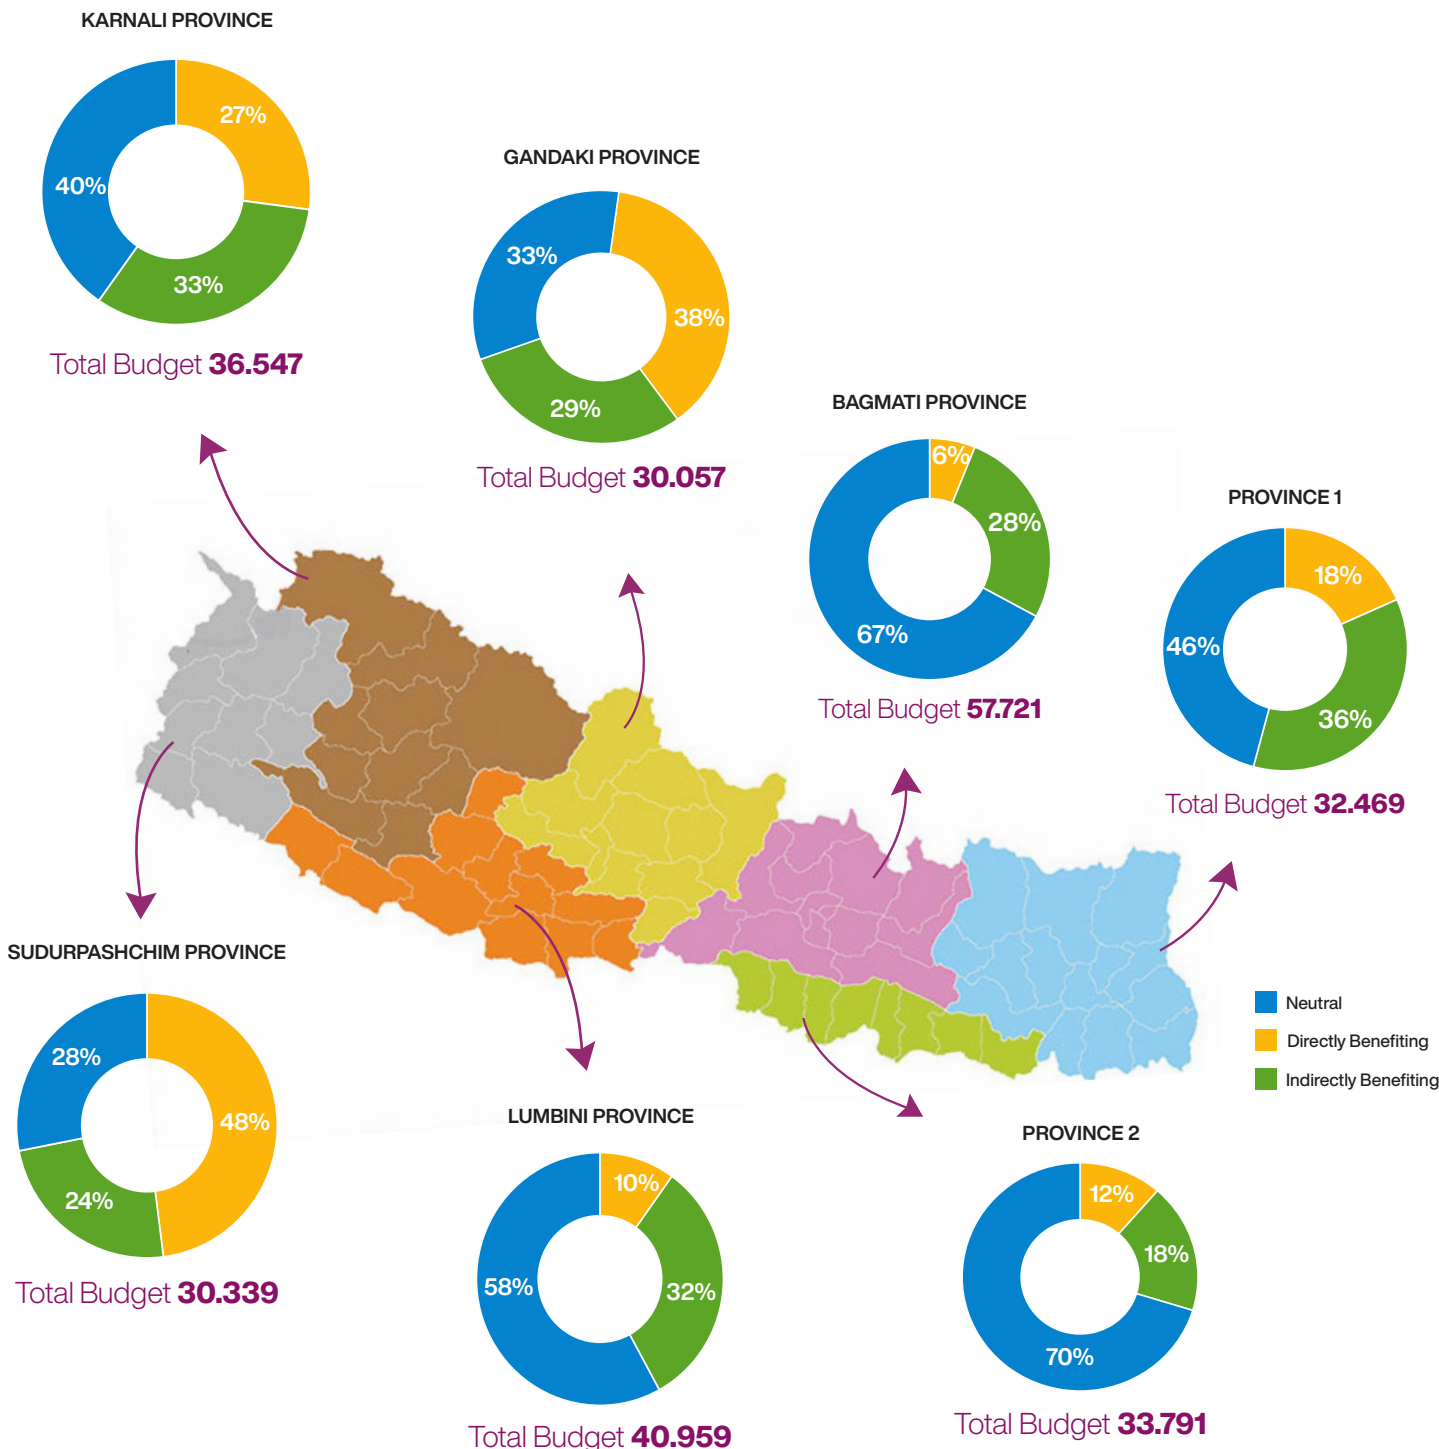 KARNALI PROVINCE
27%
40%
33%
Total Budget 36.547
GANDAKI PROVINCE
33%
38%
29%
Total Budget 30.057
BAGMATI PROVINCE
6%
28%
67%
Total Budget 57.721
PROVINCE 1
18%
46%
36%
Total Budget 32.469
SUDURPASHCHIM PROVINCE
28%
48%
24%
Total Budget 30.339
LUMBINI PROVINCE
10%
58%
32%
Total Budget 40.959
PROVINCE 2
12%
18%
70%
Total Budget 33.791
Neutral
Directly Benefiting
Indirectly Benefiting